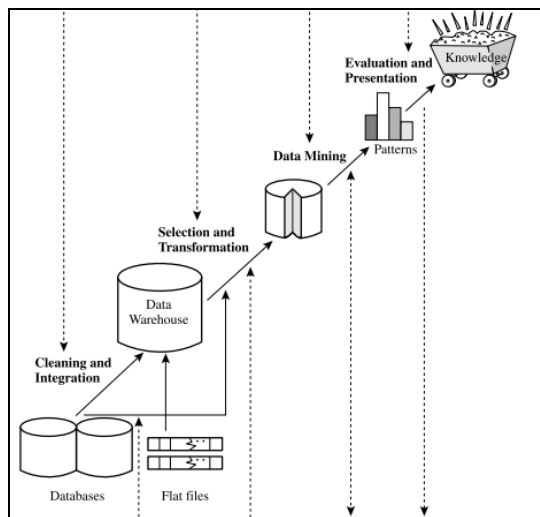 Evaluation and
Presentation
Knowledge
Data Mining
Patterns
Selection and
Transformation
Data
Warehouse
Cleaning and
Integration
Databases
Flat files